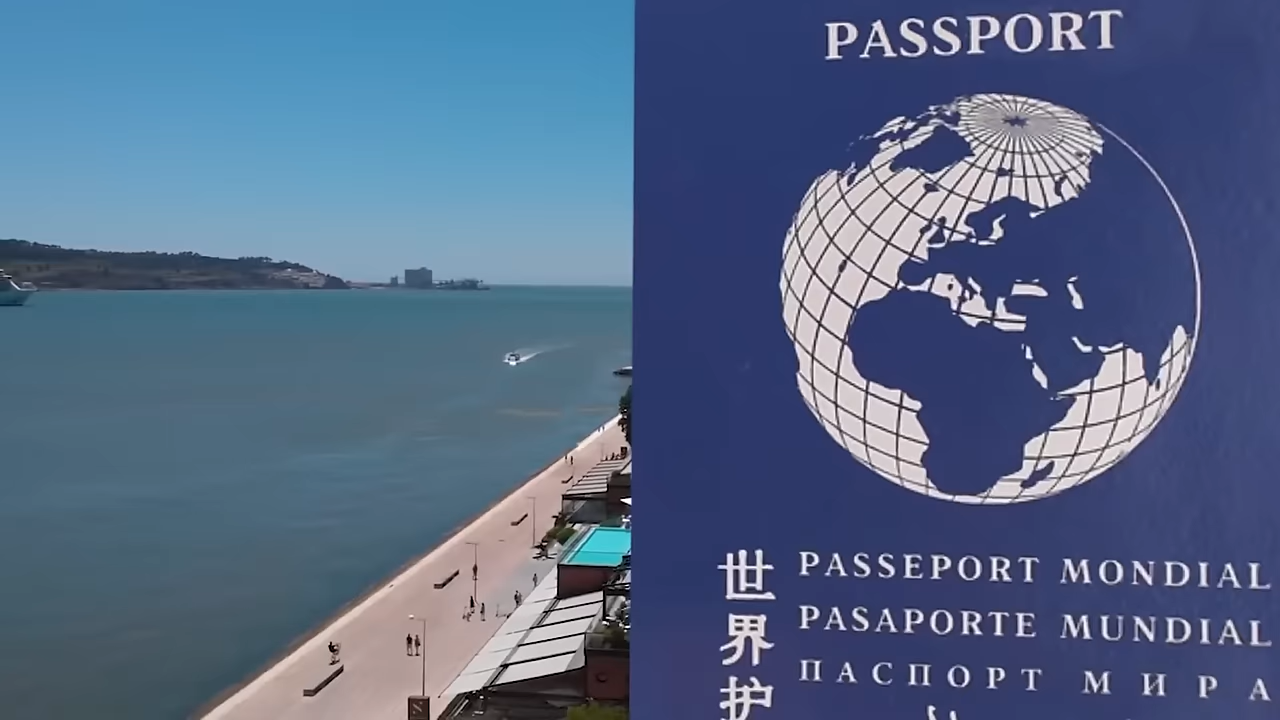 PASSPORT
世界护
PASSEPORT MONDIAL
PASAPORTE MUNDIAL
ПАСПОРТ МИРА